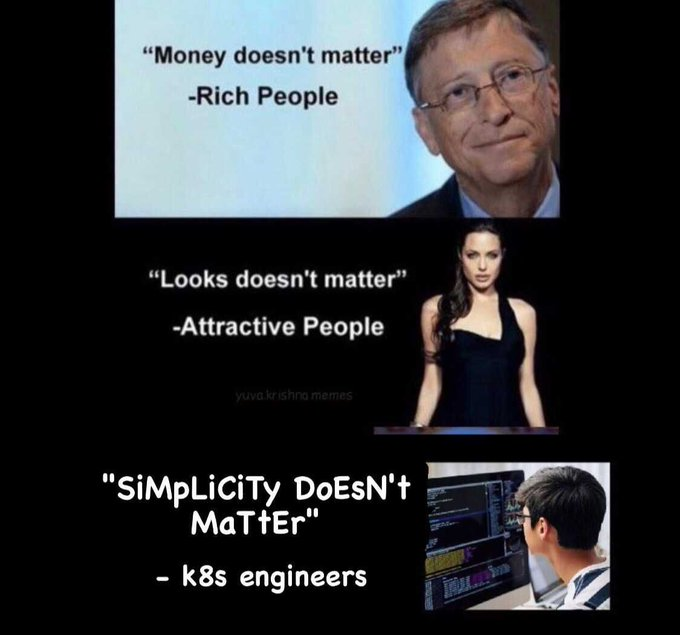 “Money doesn't matter”
-Rich People
“Looks doesn't matter”
-Attractive People
yuva krishna memes
"SiMpLiCiTy DoEsN't
MaTtEr"
- k8s engineers